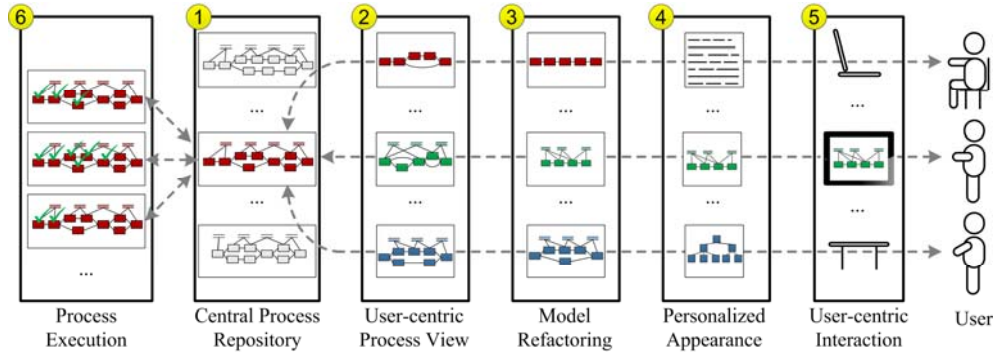 6
1
2
3
4
5
...
...
...
...
...
...
...
...
...
...
...
Process
Execution
Central Process
Repository
User-centric
Process View
Model
Refactoring
Personalized
Appearance
User-centric
Interaction
User